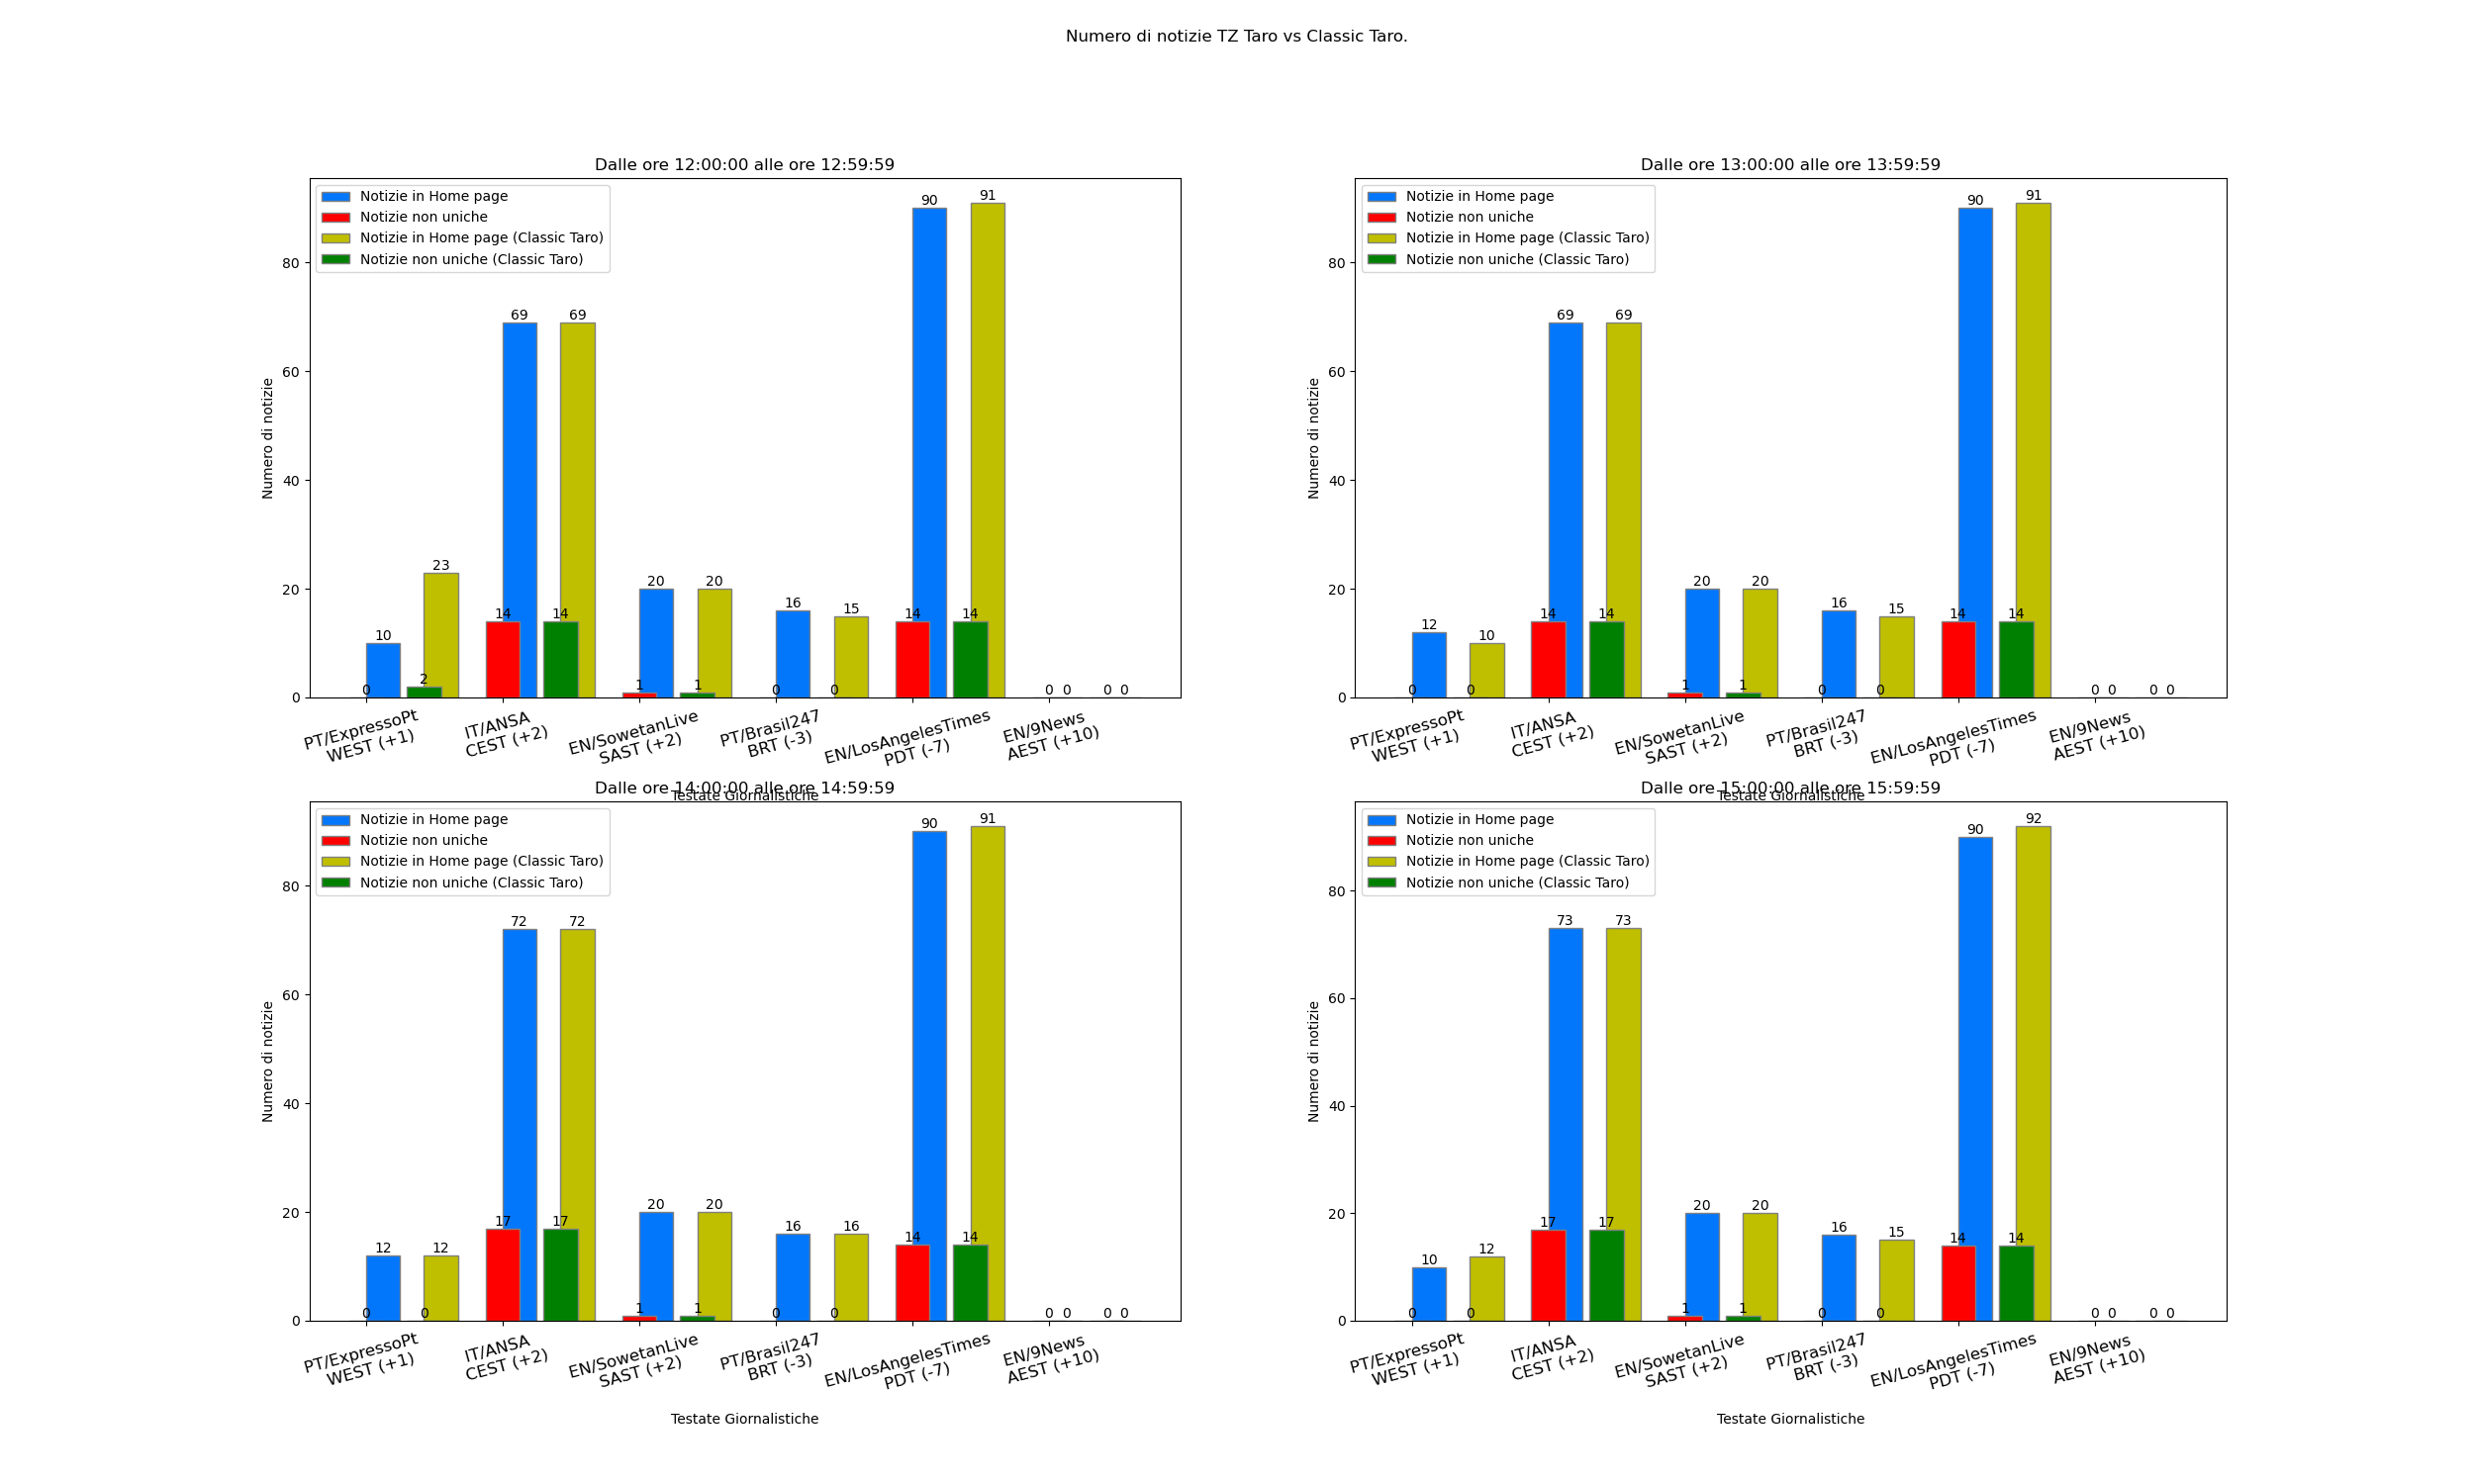 Numero di notizie TZ Taro vs Classic Taro.
Dalle ore 12:00:00 alle ore 12:59:59
Notizie in Home page
Notizie non uniche
Notizie in Home page (Classic Taro)
Notizie non uniche (Classic Taro)
Numero di notizie
80
60
40
20
0
0 10 2 23
14 69 14 69
1 20 1 20
0 16 0 15
14 90 14 91
0 0 0 0
PT/ExpressoPt
WEST (+1)
IT/ANSA
CEST (+2)
EN/SowetanLive
SAST (+2)
PT/Brasil247
BRT (-3)
EN/LosAngelesTimes
PDT (-7)
EN/9News
AEST (+10)
Testate Giornalistiche
Dalle ore 13:00:00 alle ore 13:59:59
Notizie in Home page
Notizie non uniche
Notizie in Home page (Classic Taro)
Notizie non uniche (Classic Taro)
Numero di notizie
80
60
40
20
0
0 12 0 10
14 69 14 69
1 20 1 20
0 16 0 15
14 90 14 91
0 0 0 0
PT/ExpressoPt
WEST (+1)
IT/ANSA
CEST (+2)
EN/SowetanLive
SAST (+2)
PT/Brasil247
BRT (-3)
EN/LosAngelesTimes
PDT (-7)
EN/9News
AEST (+10)
Testate Giornalistiche
Dalle ore 14:00:00 alle ore 14:59:59
Notizie in Home page
Notizie non uniche
Notizie in Home page (Classic Taro)
Notizie non uniche (Classic Taro)
Numero di notizie
80
60
40
20
0
0 12 0 12
17 72 17 72
1 20 1 20
0 16 0 16
14 90 14 91
0 0 0 0
PT/ExpressoPt
WEST (+1)
IT/ANSA
CEST (+2)
EN/SowetanLive
SAST (+2)
PT/Brasil247
BRT (-3)
EN/LosAngelesTimes
PDT (-7)
EN/9News
AEST (+10)
Testate Giornalistiche
Dalle ore 15:00:00 alle ore 15:59:59
Notizie in Home page
Notizie non uniche
Notizie in Home page (Classic Taro)
Notizie non uniche (Classic Taro)
Numero di notizie
80
60
40
20
0
0 10 0 12
17 73 17 73
1 20 1 20
0 16 0 15
14 90 14 92
0 0 0 0
PT/ExpressoPt
WEST (+1)
IT/ANSA
CEST (+2)
EN/SowetanLive
SAST (+2)
PT/Brasil247
BRT (-3)
EN/LosAngelesTimes
PDT (-7)
EN/9News
AEST (+10)
Testate Giornalistiche